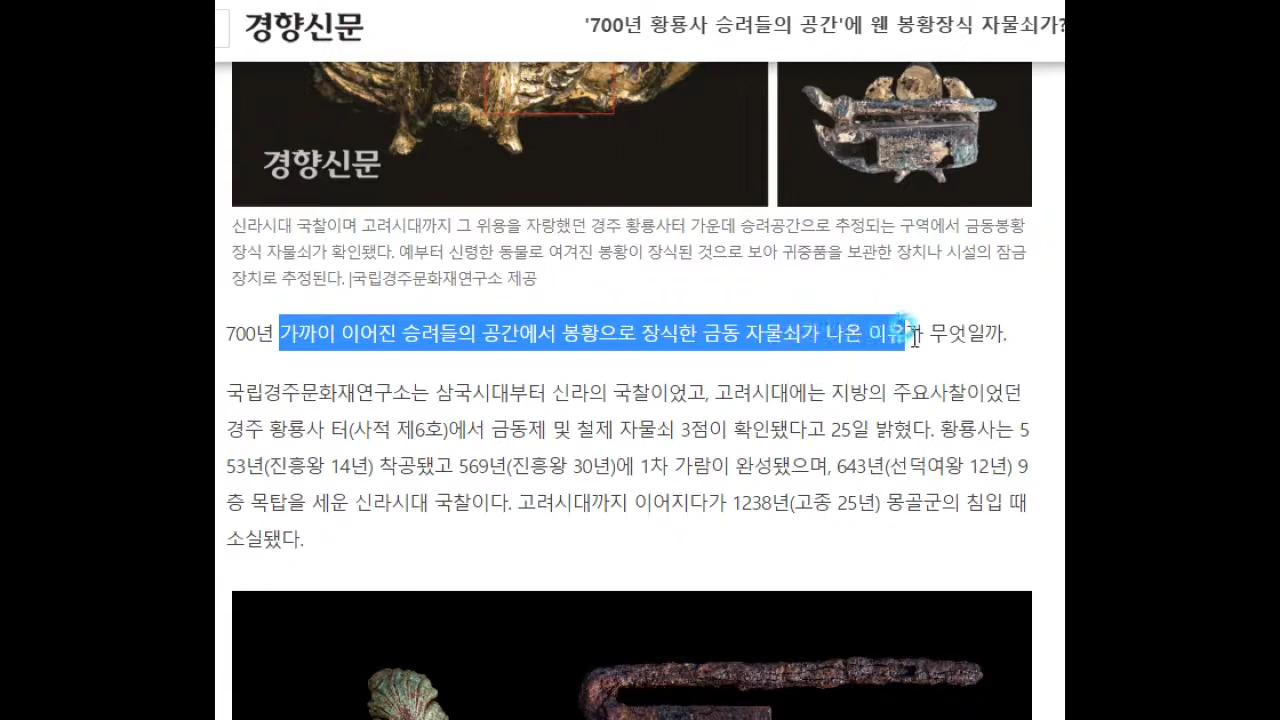 경향신문
'700년 황룡사 승려들의 공간'에 웬 봉황장식 자물쇠가?
경향신문
신라시대 국찰이며 고려시대까지 그 위용을 자랑했던 경주 황룡사터 가운데 승려공간으로 추정되는 구역에서 금동봉황
장식 자물쇠가 확인됐다. 예부터 신령한 동물로 여겨진 봉황이 장식된 것으로 보아 귀중품을 보관한 장치나 시설의 잠금
장치로 추정된다. |국립경주문화재연구소 제공
700년 가까이 이어진 승려들의 공간에서 봉황으로 장식한 금동 자물쇠가 나온 이유가 무엇일까.
국립경주문화재연구소는 삼국시대부터 신라의 국찰이었고, 고려시대에는 지방의 주요사찰이었던
경주 황룡사 터(사적 제6호)에서 금동제 및 철제 자물쇠 3점이 확인됐다고 25일 밝혔다. 황룡사는 5
53년(진흥왕 14년) 착공됐고 569년(진흥왕 30년)에 1차 가람이 완성됐으며, 643년(선덕여왕 12년) 9
층 목탑을 세운 신라시대 국찰이다. 고려시대까지 이어지다가 1238년(고종 25년) 몽골군의 침입 때
소실됐다.